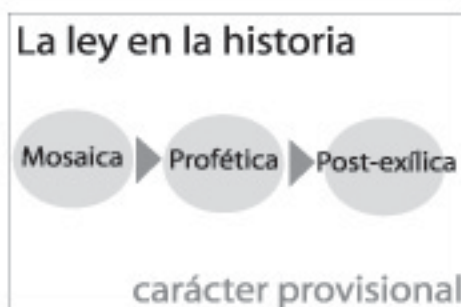 La ley en la historia
Mosaica Profética Post-exílica
carácter provisional